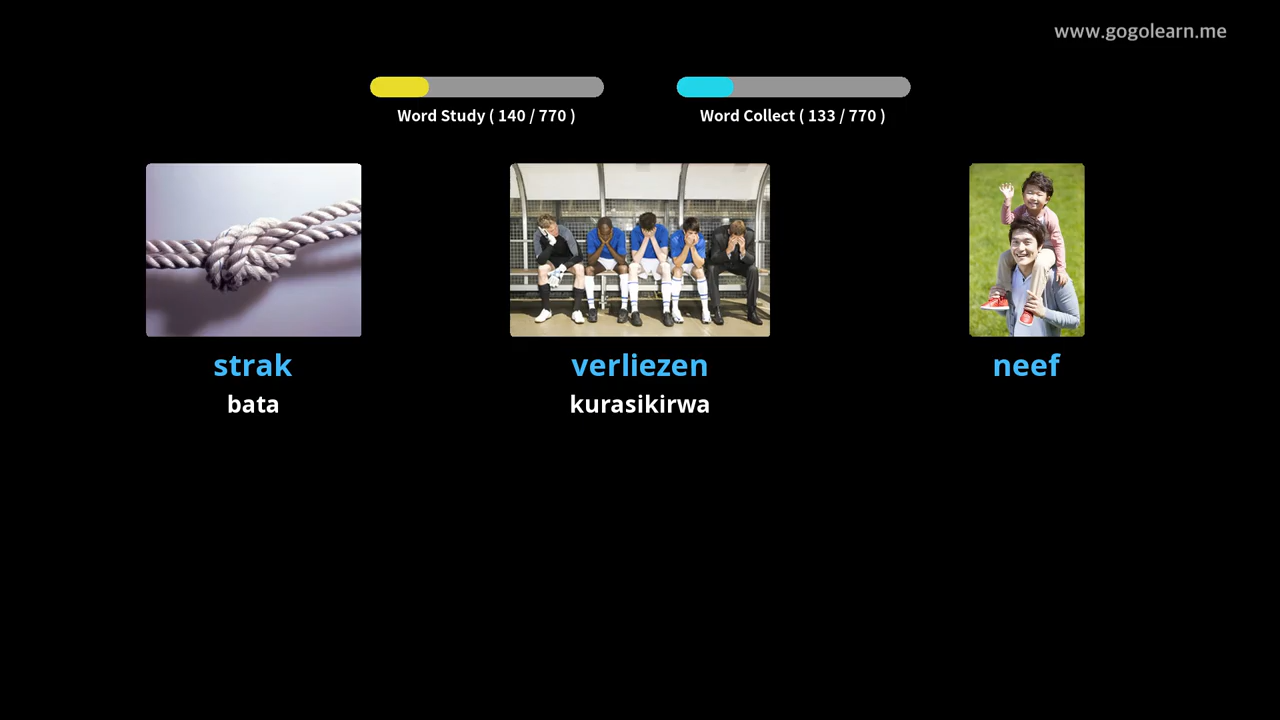 www.gogolearn.me
Word Study ( 140 / 770 )
Word Collect ( 133 / 770 )
strak
bata
verliezen
kurasikirwa
neef